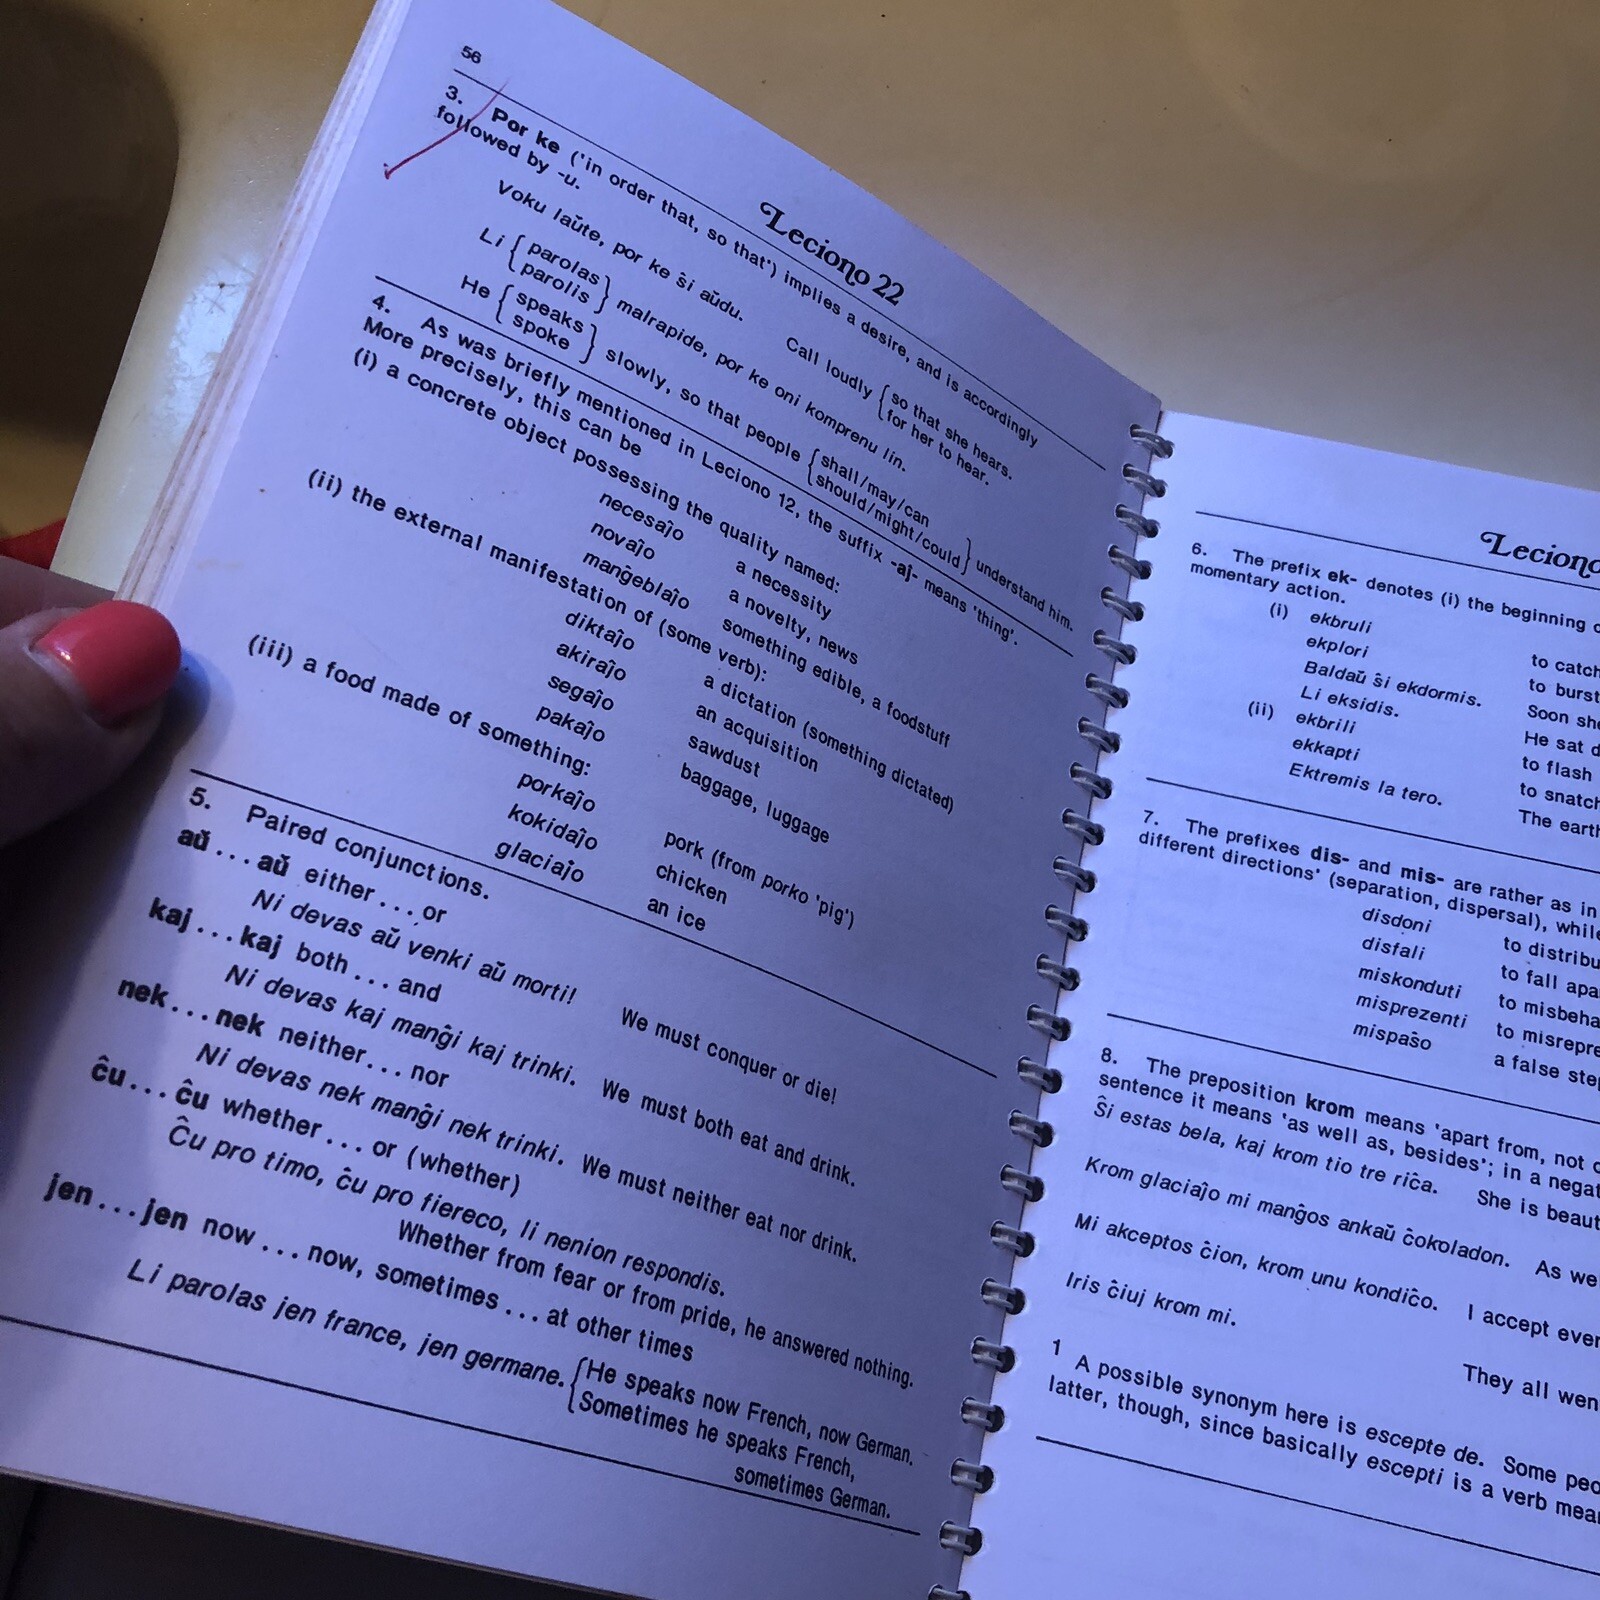 56
Leciono 22
3. Por ke ('in order that, so that') implies a desire, and is accordingly
followed by -u.
Voku laŭte, por ke ŝi aŭdu. Call loudly { so that she hears.
for her to hear.
Li { parolas
parolis } malrapide, por ke oni komprenu lin.
He { speaks
spoke } slowly, so that people { shall/may/can
should/might/could } understand him.
4. As was briefly mentioned in Leciono 12, the suffix -aĵ- means 'thing'.
More precisely, this can be
(i) a concrete object possessing the quality named:
necesaĵo a necessity
novaĵo a novelty, news
manĝeblaĵo something edible, a foodstuff
(ii) the external manifestation of (some verb):
diktaĵo a dictation (something dictated)
akiraĵo an acquisition
segaĵo sawdust
pakaĵo baggage, luggage
(iii) a food made of something:
porkaĵo pork (from porko 'pig')
kokidaĵo chicken
glaciaĵo an ice
5. Paired conjunctions.
aŭ...aŭ either...or
Ni devas aŭ venki aŭ morti! We must conquer or die!
kaj...kaj both...and
Ni devas kaj manĝi kaj trinki. We must both eat and drink.
nek...nek neither...nor
Ni devas nek manĝi nek trinki. We must neither eat nor drink.
ĉu...ĉu whether...or (whether)
Ĉu pro timo, ĉu pro fiereco, li nenion respondis.
Whether from fear or from pride, he answered nothing.
jen...jen now...now, sometimes...at other times
Li parolas jen france, jen germane. { He speaks now French, now German.
Sometimes he speaks French,
sometimes German.
Leciono
6. The prefix ek- denotes (i) the beginning
momentary action.
(i) ekbruli to catch
ekplori to burst
Baldaŭ ŝi ekdormis. Soon she
Li eksidis. He sat
(ii) ekbrili to flash
ekkapti to snatch
Ektremis la tero. The earth
7. The prefixes dis- and mis- are rather as in
different directions' (separation, dispersal), while
disdoni to distribu
disfali to fall apa
miskonduti to misbeha
misprezenti to misrepre
mispaŝo a false ste
8. The preposition krom means 'apart from, not
sentence it means 'as well as, besides'; in a negat
Ŝi estas bela, kaj krom tio tre riĉa. She is beaut
Krom glaciaĵo mi manĝos ankaŭ ĉokoladon. As we
Mi akceptos ĉion, krom unu kondiĉo. I accept ever
Iris ĉiuj krom mi. They all wen
1 A possible synonym here is escepte de. Some peo
latter, though, since basically escepti is a verb mea